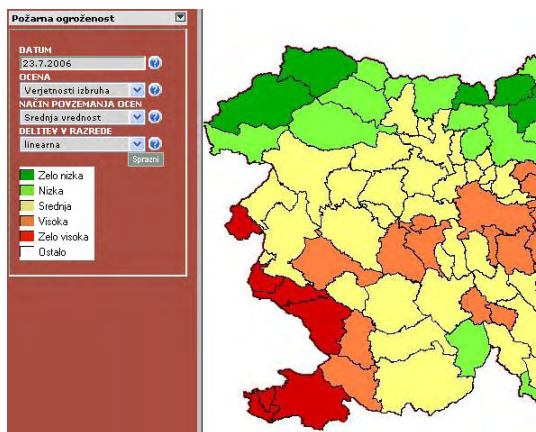 Požarna ogroženost
DATUM
23.7.2006
OCENA
Verjetnosti izbruha
NAČIN POVZEMANJA OCEN
Srednja vrednost
DELITEV V RAZREDE
linearna
Sprazni
Zelo nizka
Nizka
Srednja
Visoka
Zelo visoka
Ostalo